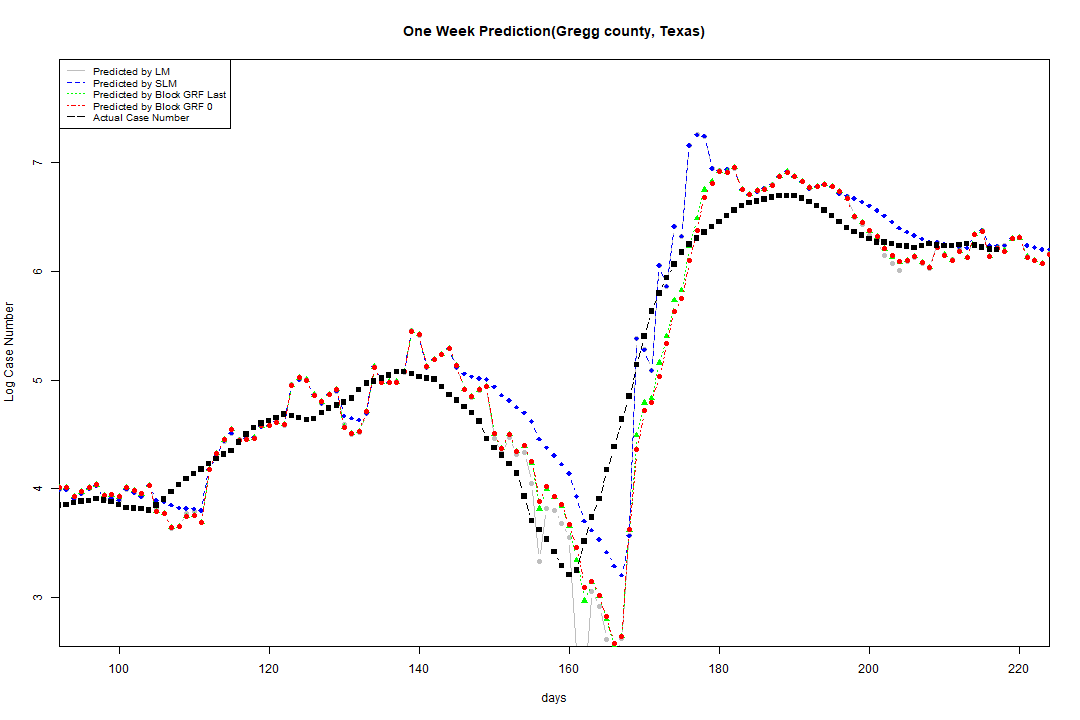 One Week Prediction(Gregg county, Texas)
Predicted by LM
Predicted by SLM
Predicted by Block GRF Last
Predicted by Block GRF 0
Actual Case Number
7
6
5
4
3
Log Case Number
100 120 140 160 180 200 220
days